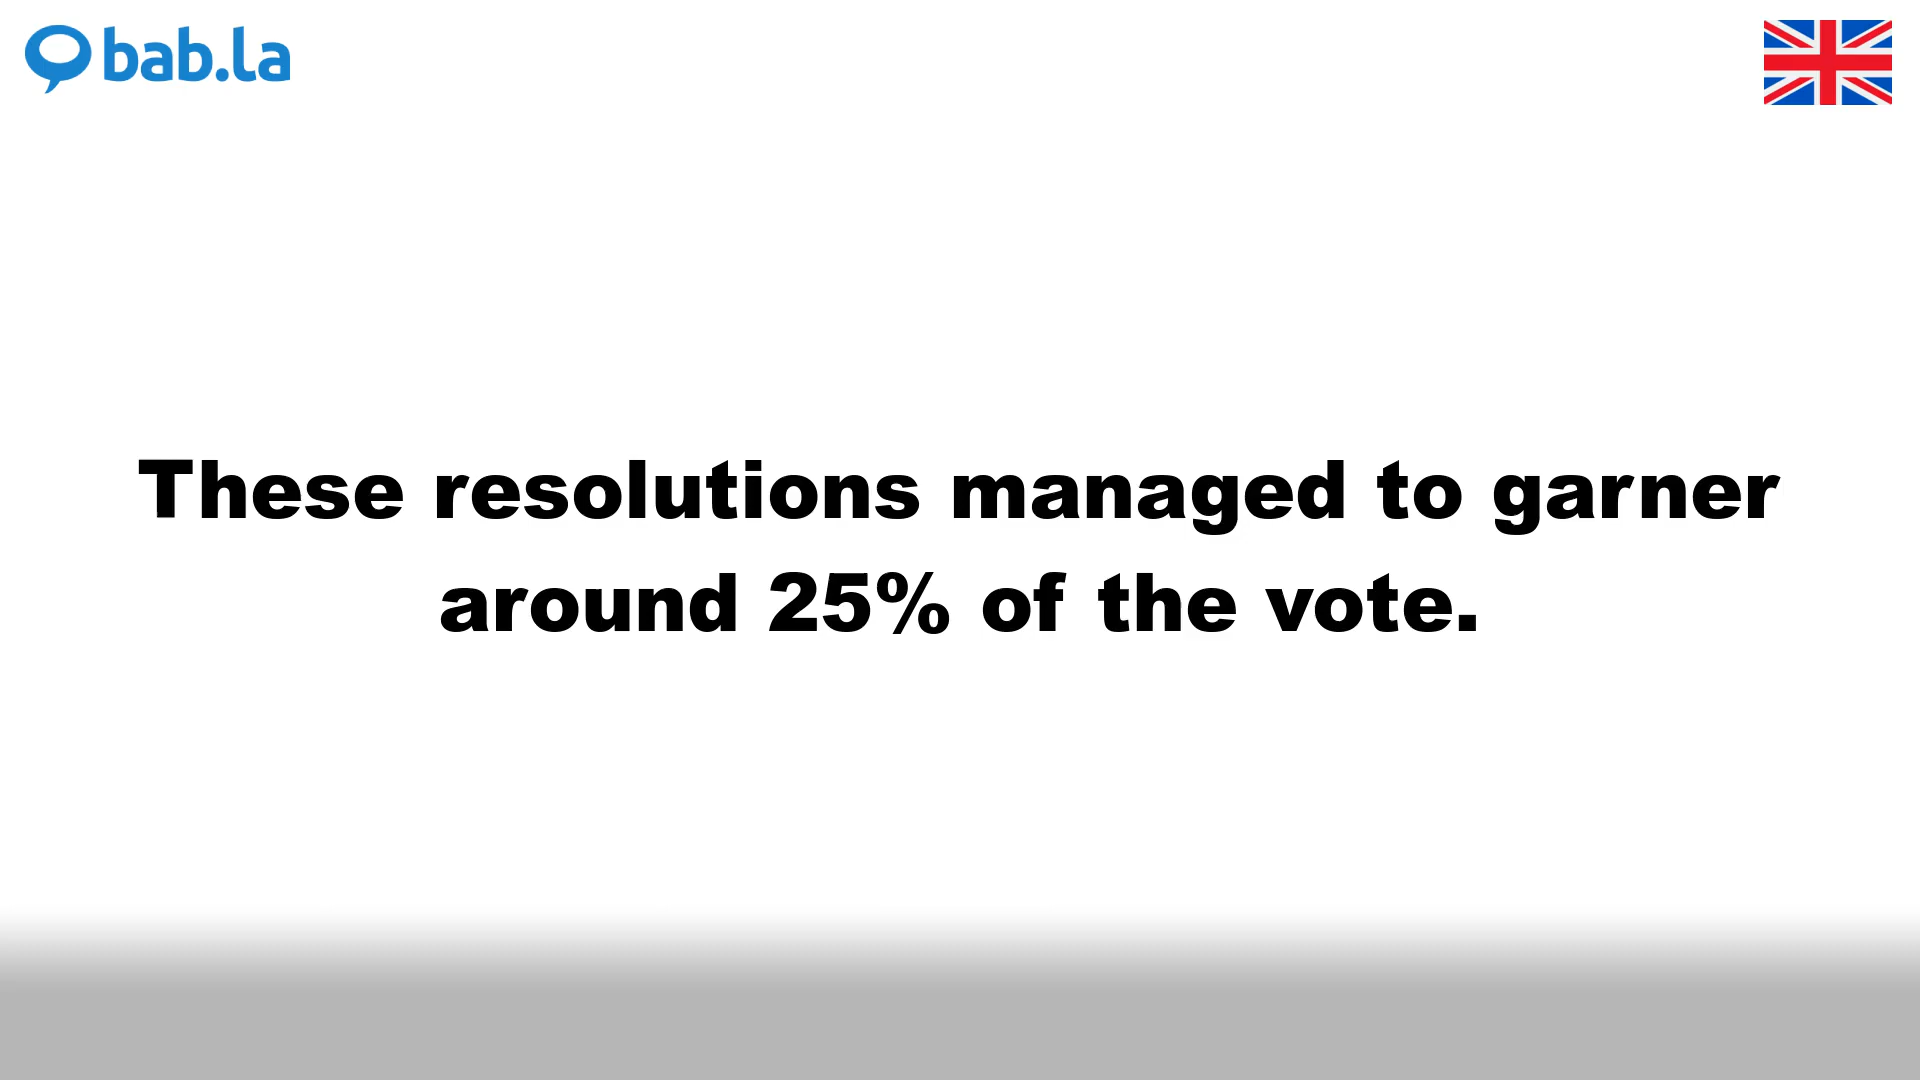 bab.la
These resolutions managed to garner
around 25% of the vote.